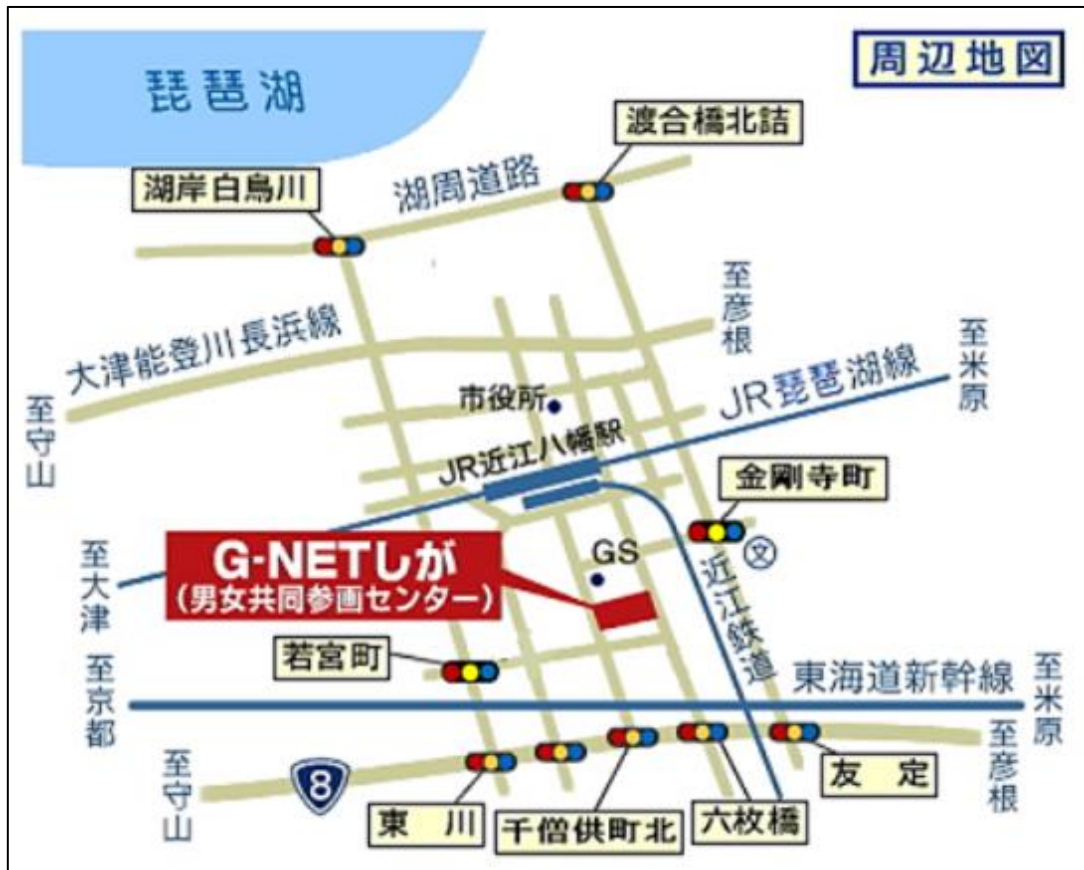 周辺地図
琵琶湖
渡合橋北詰
湖岸白鳥川
湖周道路
至彦根
至米原
大津能登川長浜線
市役所
JR琵琶湖線
至守山
JR近江八幡駅
金剛寺町
文
G-NETしが
(男女共同参画センター)
GS
至大津
近江鉄道
若宮町
至京都
東海道新幹線
至米原
至守山
8
東川
千僧供町北
六枚橋
友定
至彦根